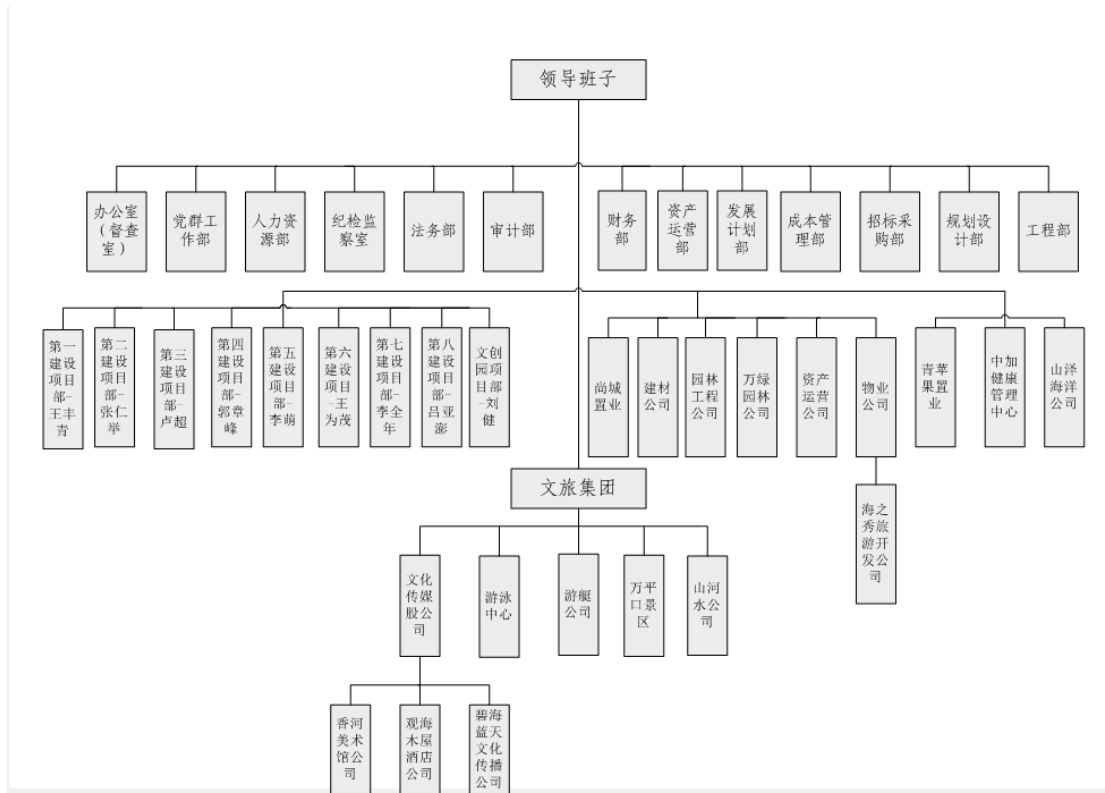 领导班子
办公室
（督查
室）
党群工
作部
人力资
源部
纪检监
察室
法务部
审计部
财务
部
资产
运营
部
发展
计划
部
成本管
理部
招标采
购部
规划设
计部
工程部
第一
建设
项目
部-
王丰
青
第二
建设
项目
部-
张仁
举
第三
建设
项目
部-
卢超
第四
建设
项目
部-
郭章
峰
第五
建设
项目
部-
李萌
第六
建设
项目
部-王
为茂
第七
建设
项目
部-
李全
年
第八
建设
项目
部-
吕亚
澎
文创
园项
目部
-刘
健
尚城
置业
建材
公司
园林
工程
公司
万绿
园林
公司
资产
运营
公司
物业
公司
青苹
果置
业
中加
健康
管理
中心
山泽
海洋
公司
海之
秀旅
游开
发公
司
文旅集团
文化
传媒
股公
司
游泳
中心
游艇
公司
万平
口景
区
山河
水公
司
香河
美术
馆公
司
观海
木屋
酒店
公司
碧海
蓝天
文化
传播
公司